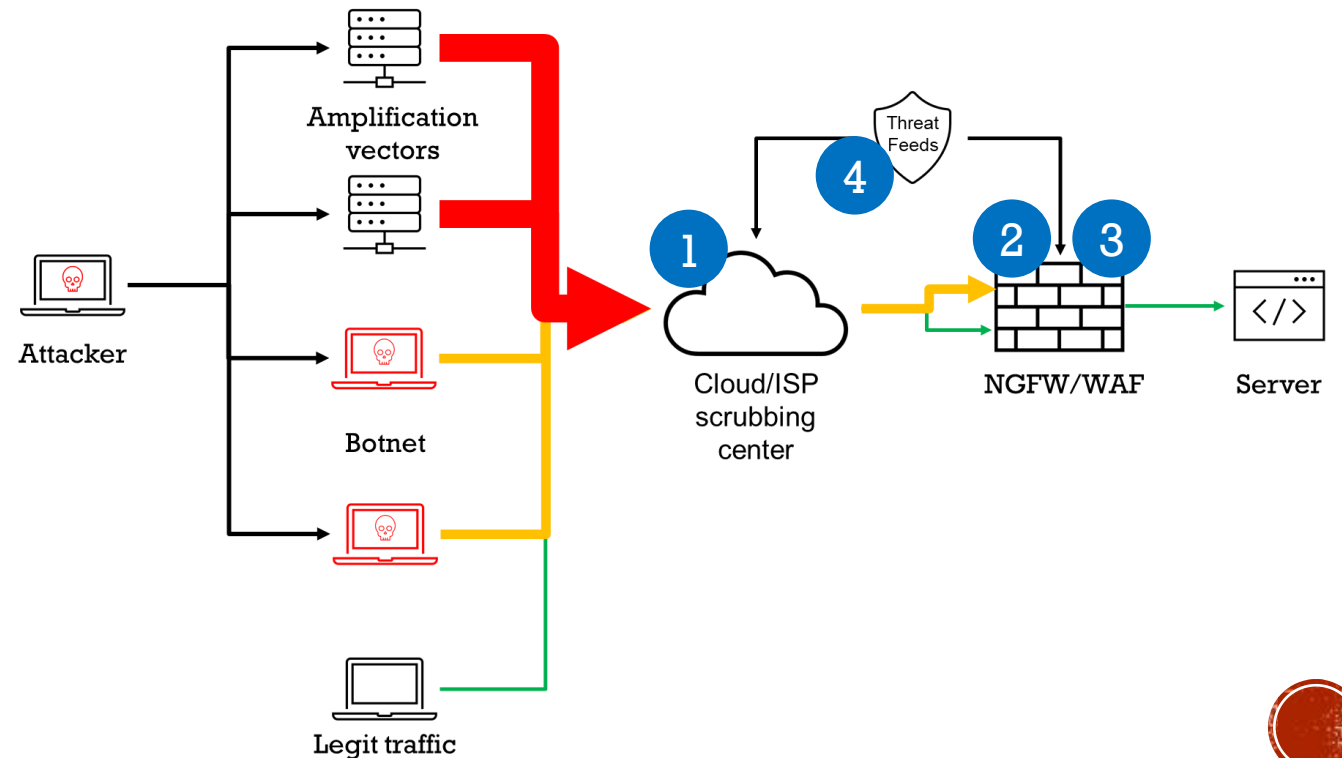 Amplification
vectors
Threat
Feeds
4
1
2
3
Attacker
Cloud/ISP
scrubbing
center
NGFW/WAF
</>
Server
Botnet
Legit traffic